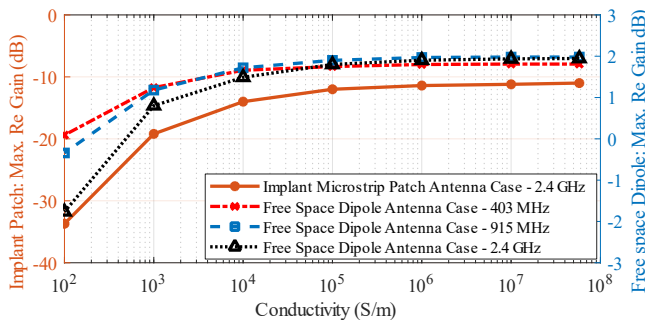 Implant Patch: Max. Re Gain (dB)
0
-10
-20
-30
-40
3
2
1
0
-1
-2
-3
Free space Dipole: Max. Re Gain dB)
Implant Microstrip Patch Antenna Case - 2.4 GHz
Free Space Dipole Antenna Case - 403 MHz
Free Space Dipole Antenna Case - 915 MHz
Free Space Dipole Antenna Case - 2.4 GHz
10² 10³ 10⁴ 10⁵ 10⁶ 10⁷ 10⁸
Conductivity (S/m)